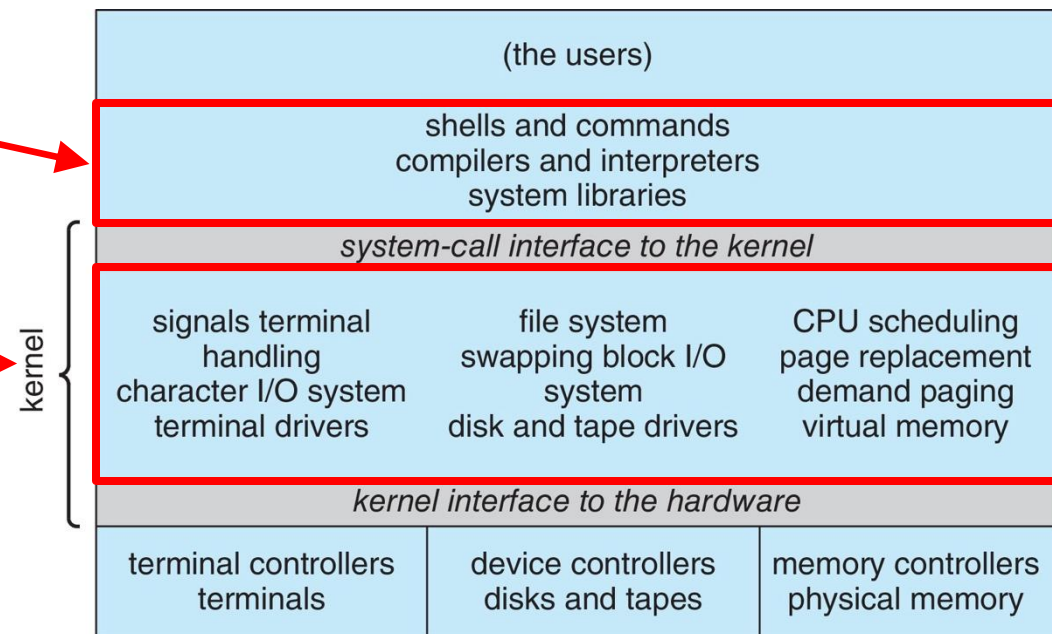 (the users)
shells and commands
compilers and interpreters
system libraries
system-call interface to the kernel
kernel
signals terminal
handling
character I/O system
terminal drivers
file system
swapping block I/O
system
disk and tape drivers
CPU scheduling
page replacement
demand paging
virtual memory
kernel interface to the hardware
terminal controllers
terminals
device controllers
disks and tapes
memory controllers
physical memory